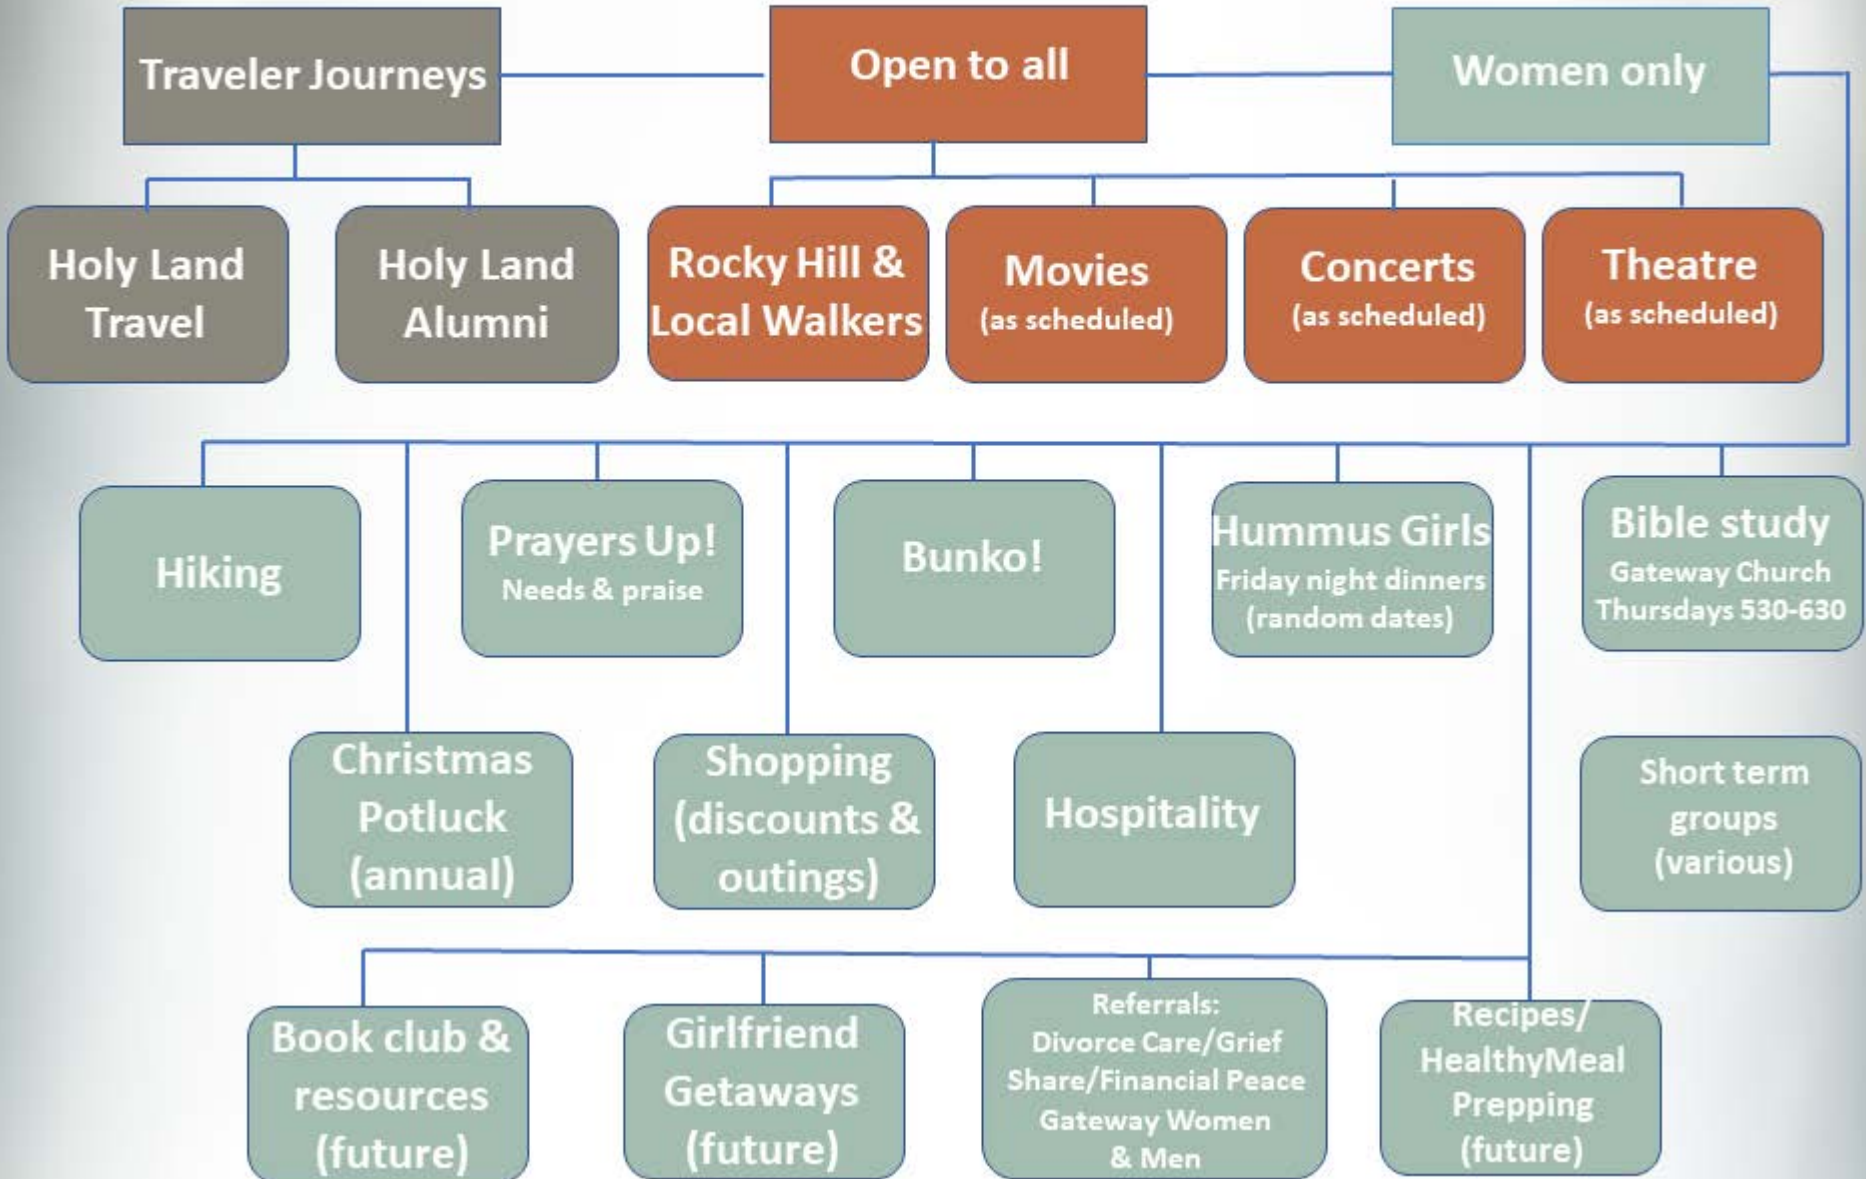 Traveler Journeys
Open to all
Women only
Holy Land
Travel
Holy Land
Alumni
Rocky Hill &
Local Walkers
Movies
(as scheduled)
Concerts
(as scheduled)
Theatre
(as scheduled)
Hiking
Prayers Up!
Needs & praise
Bunko!
Hummus Girls
Friday night dinners
(random dates)
Bible study
Gateway Church
Thursdays 530-630
Christmas
Potluck
(annual)
Shopping
(discounts &
outings)
Hospitality
Short term
groups
(various)
Book club &
resources
(future)
Girlfriend
Getaways
(future)
Referrals:
Divorce Care/Grief
Share/Financial Peace
Gateway Women
& Men
Recipes/
HealthyMeal
Prepping
(future)